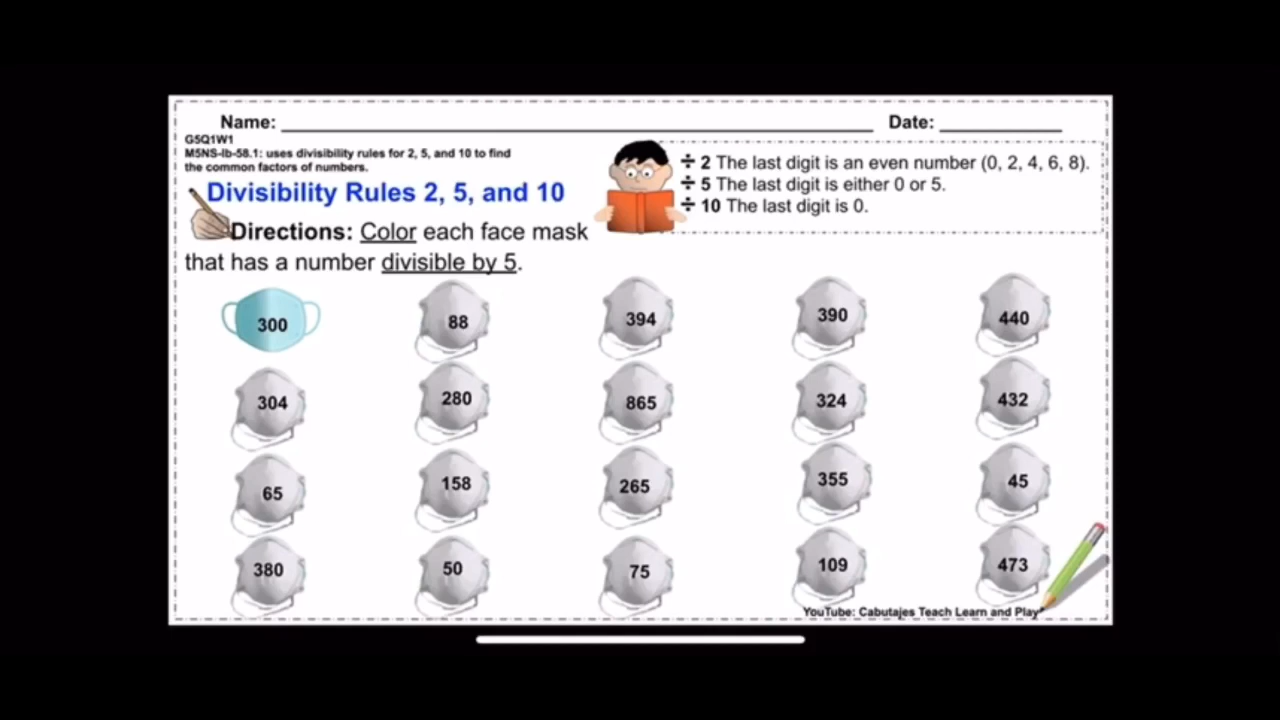 Name: Date:
G5Q1W1
M5NS-Ib-58.1: uses divisibility rules for 2, 5, and 10 to find
the common factors of numbers.
Divisibility Rules 2, 5, and 10
÷ 2 The last digit is an even number (0, 2, 4, 6, 8).
÷ 5 The last digit is either 0 or 5.
÷ 10 The last digit is 0.
Directions: Color each face mask
that has a number divisible by 5.
300 88 394 390 440
304 280 865 324 432
65 158 265 355 45
380 50 75 109 473
YouTube: Cabutajes Teach Learn and Play